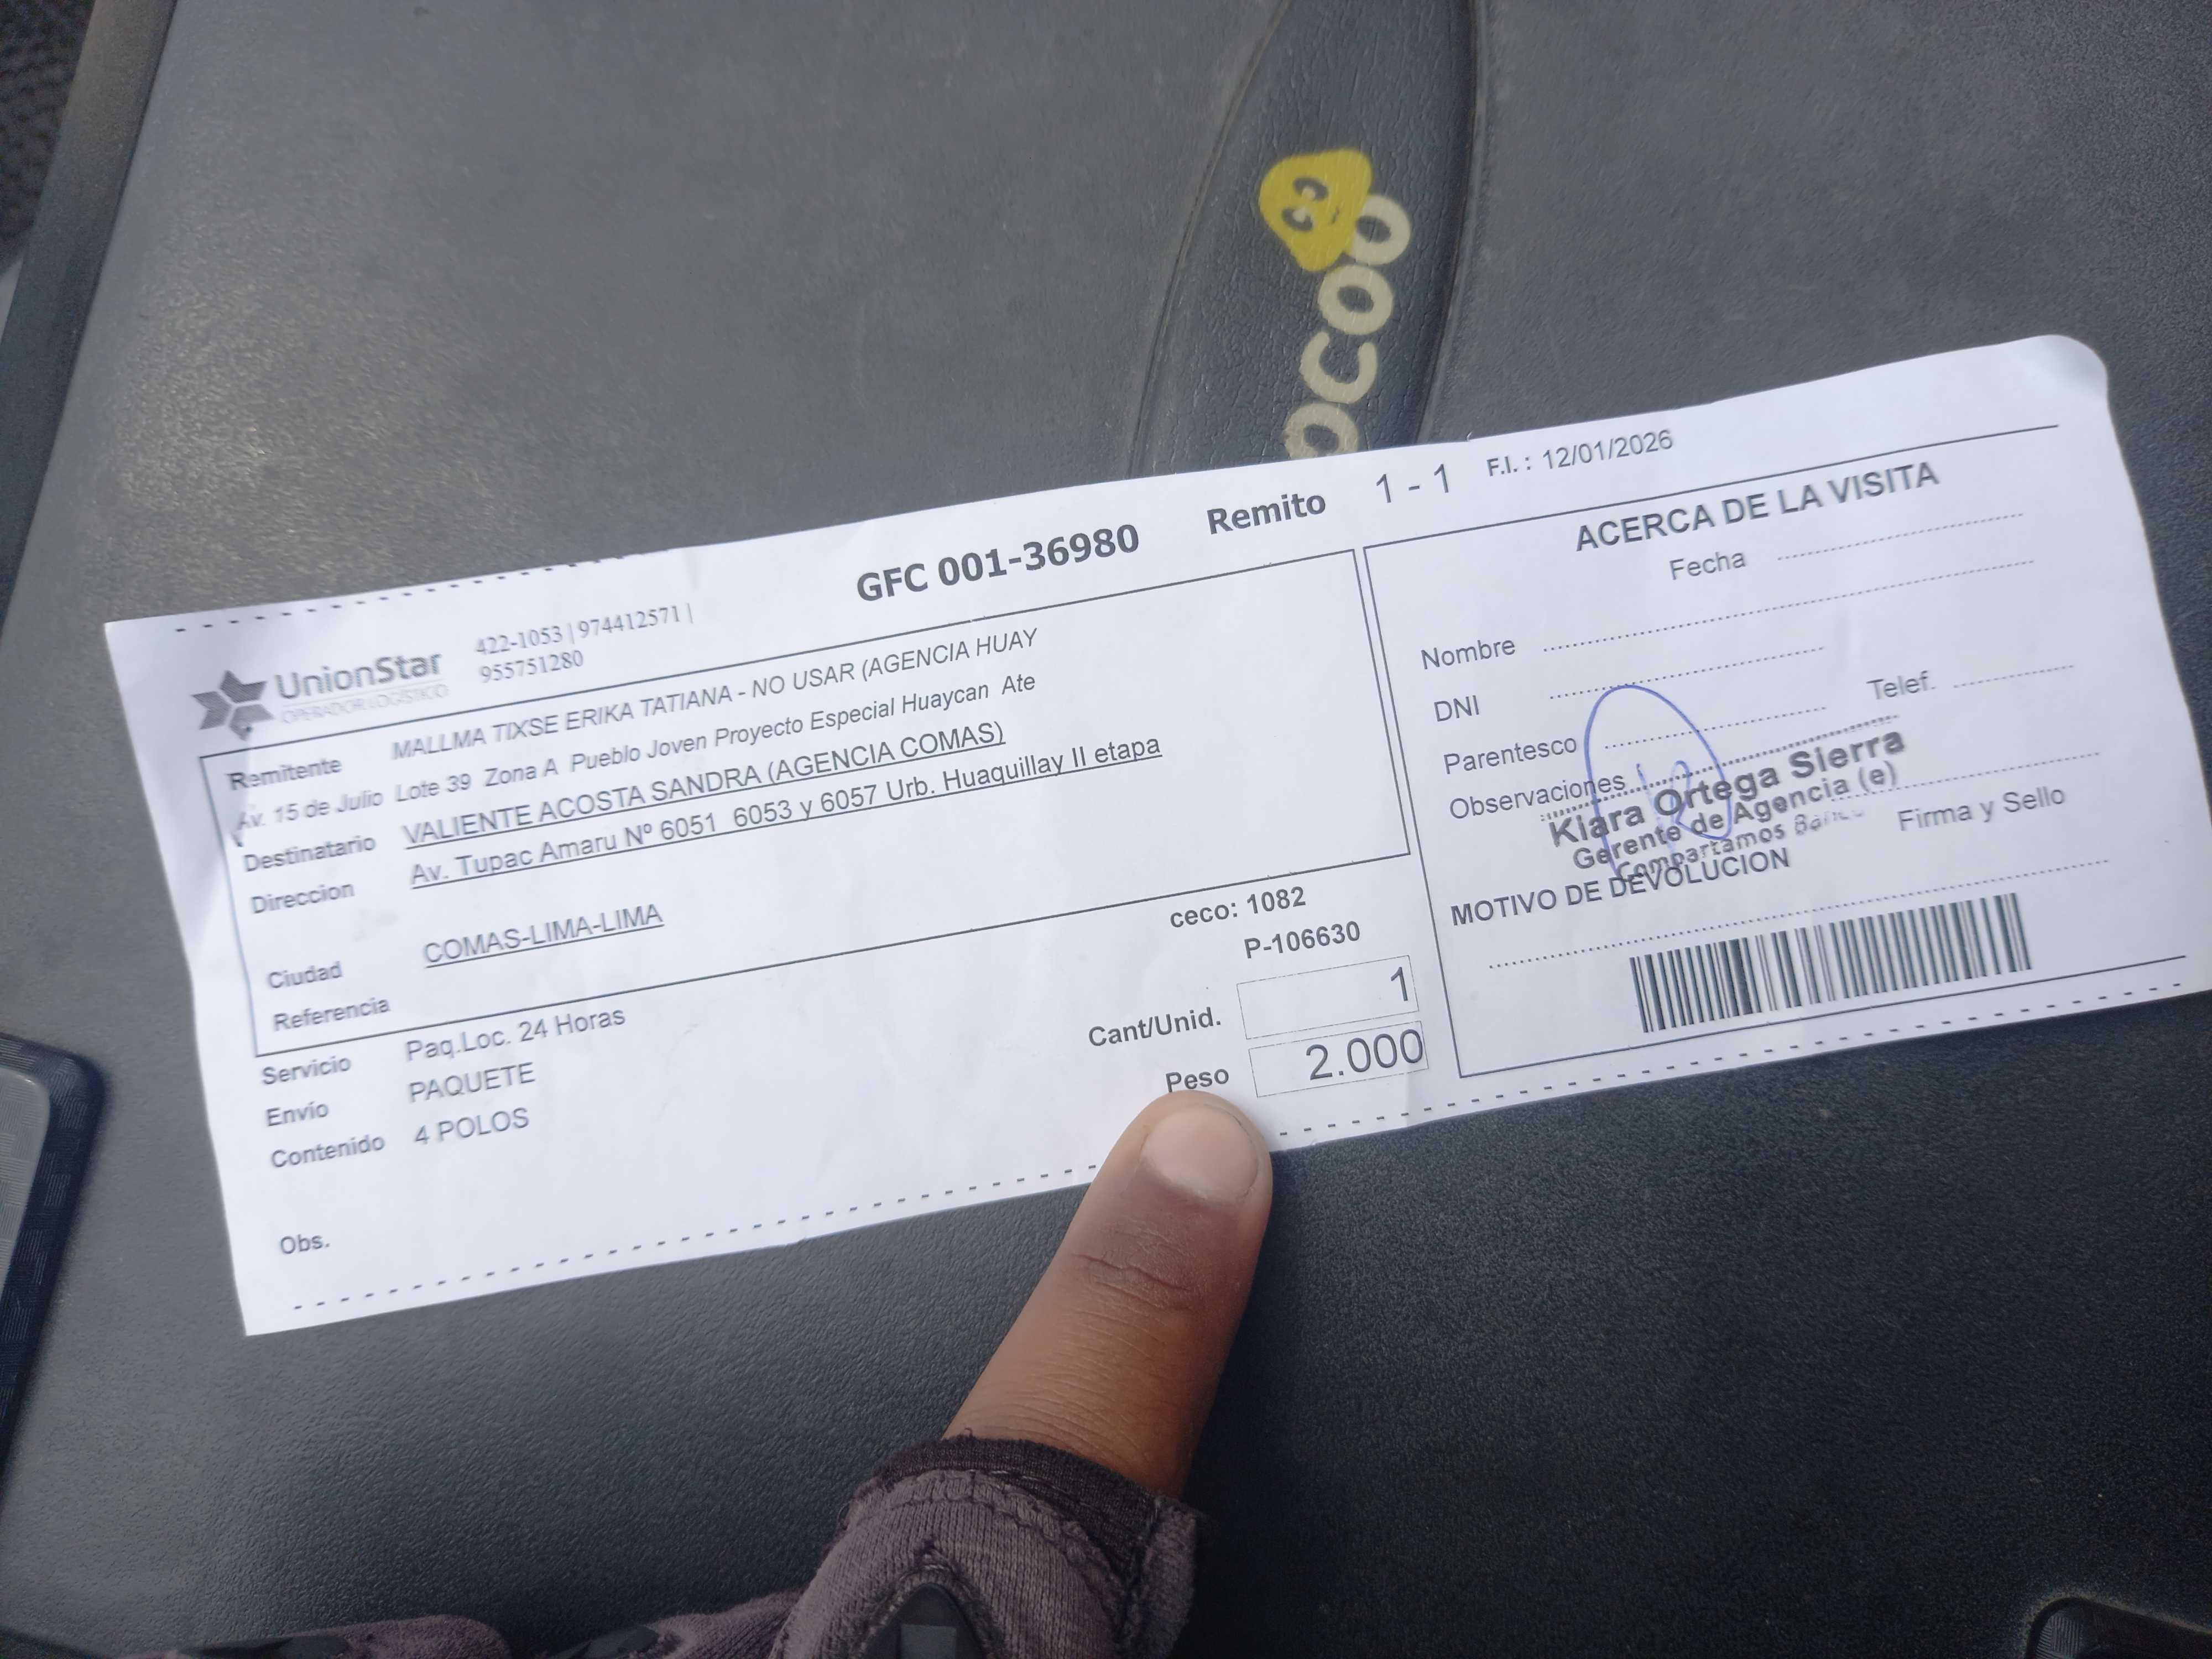 OCOO
GFC 001-36980 Remito 1 - 1 F.I. : 12/01/2026
UnionStar
OPERADOR LOGÍSTICO
422-1053 | 974412571 |
955751280
Remitente MALLMA TIXSE ERIKA TATIANA - NO USAR (AGENCIA HUAY
Av. 15 de Julio Lote 39 Zona A Pueblo Joven Proyecto Especial Huaycan Ate
Destinatario VALIENTE ACOSTA SANDRA (AGENCIA COMAS)
Direccion Av. Tupac Amaru Nº 6051 6053 y 6057 Urb. Huaquillay II etapa
Ciudad COMAS-LIMA-LIMA
Referencia
ceco: 1082
P-106630
Servicio Paq.Loc. 24 Horas
Envío PAQUETE
Contenido 4 POLOS
Cant/Unid. 1
Peso 2.000
Obs.
ACERCA DE LA VISITA
Fecha
Nombre
DNI
Telef.
Parentesco
Observaciones
Kiara Ortega Sierra
Gerente de Agencia (e)
Compartamos Banco
Firma y Sello
MOTIVO DE DEVOLUCION